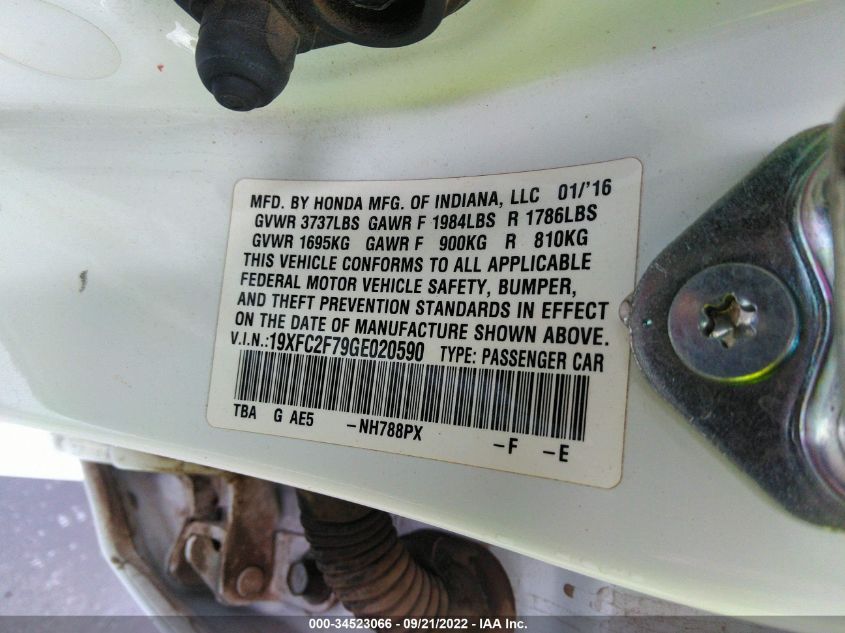 MFD. BY HONDA MFG. OF INDIANA, LLC 01/'16
GVWR 3737LBS GAWR F 1984LBS R 1786LBS
GVWR 1695KG GAWR F 900KG R 810KG
THIS VEHICLE CONFORMS TO ALL APPLICABLE
FEDERAL MOTOR VEHICLE SAFETY, BUMPER,
AND THEFT PREVENTION STANDARDS IN EFFECT
ON THE DATE OF MANUFACTURE SHOWN ABOVE.
V.I.N.:19XFC2F79GE020590 TYPE: PASSENGER CAR
TBA G AE5 -NH788PX -F -E
000-34523066 - 09/21/2022 - IAA Inc.